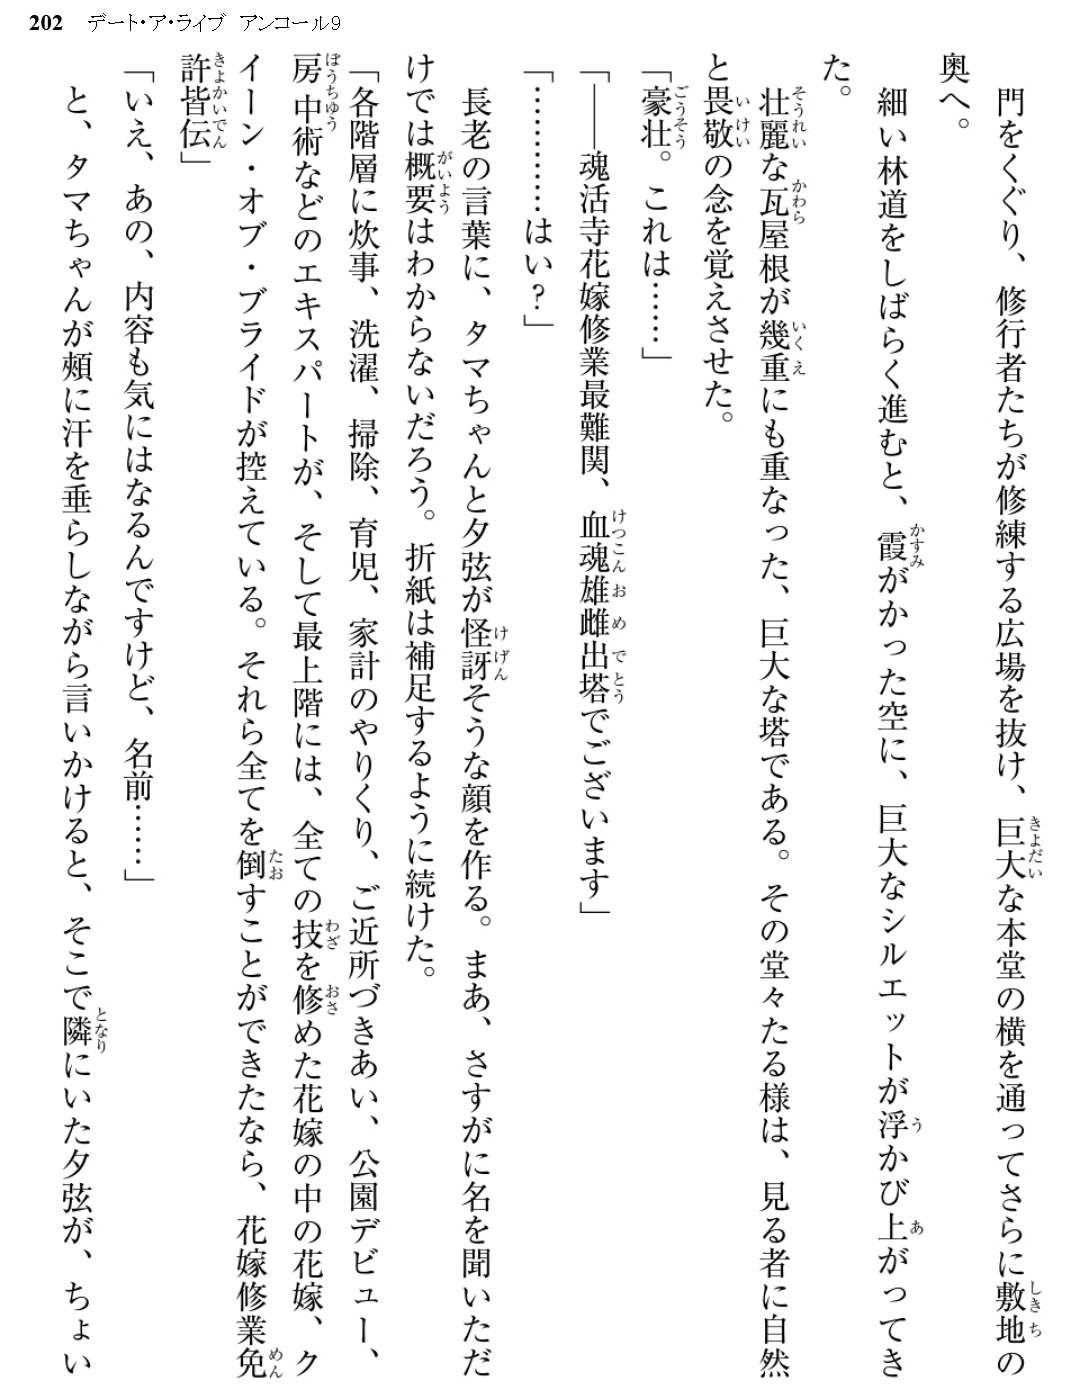 202 デート・ア・ライブ アンコール9
門をくぐり、修行者たちが修練する広場を抜け、巨大な本堂の横を通ってさらに敷地の
奥へ。
細い林道をしばらく進むと、霞がかった空に、巨大なシルエットが浮かび上がってき
た。
壮麗な瓦屋根が幾重にも重なった、巨大な塔である。その堂々たる様は、見る者に自然
と畏敬の念を覚えさせた。
「豪壮。これは……」
「――魂活寺花嫁修業最難関、血魂雄雌出塔でございます」
「…………はい？」
長老の言葉に、タマちゃんと夕弦が怪訝そうな顔を作る。まあ、さすがに名を聞いただ
けでは概要はわからないだろう。折紙は補足するように続けた。
「各階層に炊事、洗濯、掃除、育児、家計のやりくり、ご近所づきあい、公園デビュー、
房中術などのエキスパートが、そして最上階には、全ての技を修めた花嫁の中の花嫁、ク
イーン・オブ・ブライドが控えている。それら全てを倒すことができたなら、花嫁修業免
許皆伝」
「いえ、あの、内容も気にはなるんですけど、名前……」
と、タマちゃんが頰に汗を垂らしながら言いかけると、そこで隣にいた夕弦が、ちょい